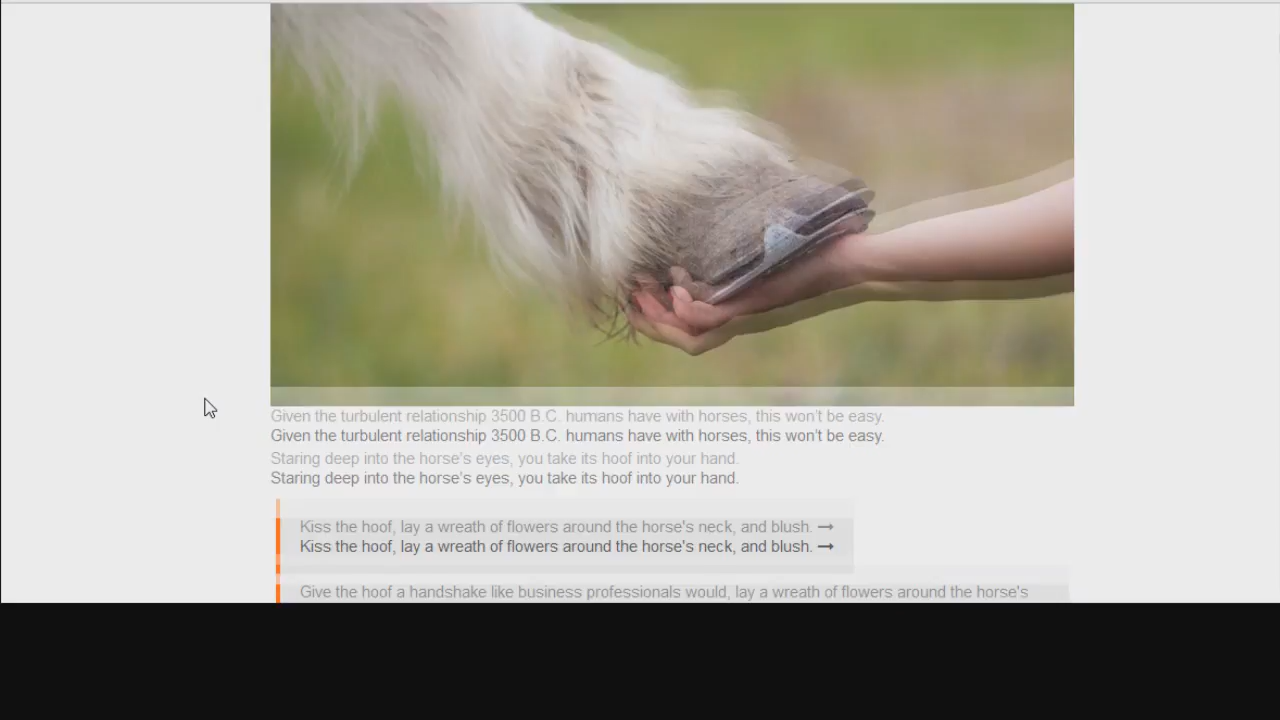 Given the turbulent relationship 3500 B.C. humans have with horses, this won't be easy.
Given the turbulent relationship 3500 B.C. humans have with horses, this won't be easy.
Staring deep into the horse's eyes, you take its hoof into your hand.
Staring deep into the horse's eyes, you take its hoof into your hand.
Kiss the hoof, lay a wreath of flowers around the horse's neck, and blush. →
Kiss the hoof, lay a wreath of flowers around the horse's neck, and blush. →
Give the hoof a handshake like business professionals would, lay a wreath of flowers around the horse's